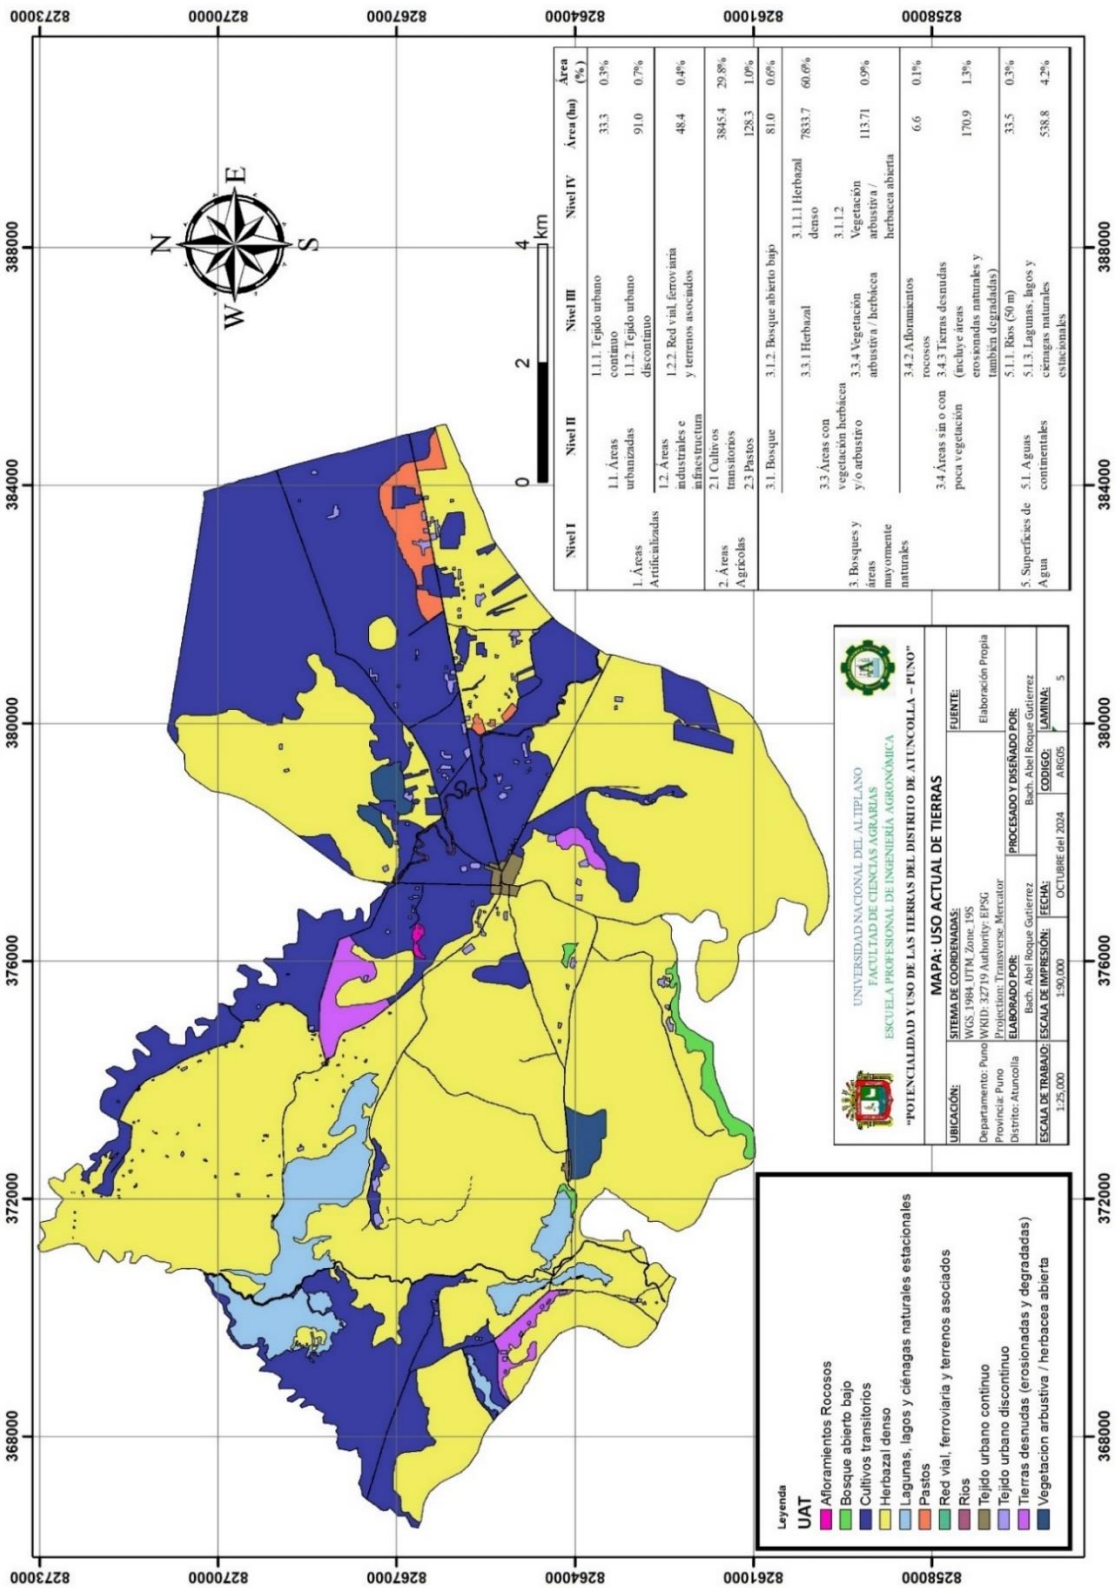 368000
372000
376000
380000
384000
388000
8273000
8270000
8267000
8264000
8261000
8258000
N
W
E
S
0
2
4 km
Nivel I
Nivel II
Nivel III
Nivel IV
Área (ha)
Área
(%)
1. Áreas
Artificializadas
1.1. Áreas
urbanizadas
1.1.1. Tejido urbano
continuo
33.3
0.3%
1.1.2. Tejido urbano
discontinuo
91.0
0.7%
1.2. Áreas
industriales e
infraestructura
1.2.2. Red vial, ferroviaria
y terrenos asociados
48.4
0.4%
2. Áreas
Agrícolas
2.1 Cultivos
transitorios
3845.4
29.8%
2.3 Pastos
128.3
1.0%
3. Bosques y
áreas
mayormente
naturales
3.1. Bosque
3.1.2. Bosque abierto bajo
81.0
0.6%
3.3 Áreas con
vegetación herbácea
y/o arbustivo
3.3.1 Herbazal
3.1.1.1 Herbazal
denso
7833.7
60.6%
3.3.4 Vegetación
arbustiva / herbácea
3.1.1.2
Vegetación
arbustiva /
herbacea abierta
113.71
0.9%
3.4 Áreas sin o con
poca vegetación
3.4.2 Afloramientos
rocosos
6.6
0.1%
3.4.3 Tierras desnudas
(incluye áreas
erosionadas naturales y
también degradadas)
170.9
1.3%
5. Superficies de
Agua
5.1. Aguas
continentales
5.1.1. Ríos (50 m)
33.5
0.3%
5.1.3. Lagunas, lagos y
ciénagas naturales
estacionales
538.8
4.2%
Leyenda
UAT
Afloramientos Rocosos
Bosque abierto bajo
Cultivos transitorios
Herbazal denso
Lagunas, lagos y ciénagas naturales estacionales
Pastos
Red vial, ferroviaria y terrenos asociados
Rios
Tejido urbano continuo
Tejido urbano discontinuo
Tierras desnudas (erosionadas y degradadas)
Vegetacion arbustiva / herbacea abierta
UNIVERSIDAD NACIONAL DEL ALTIPLANO
FACULTAD DE CIENCIAS AGRARIAS
ESCUELA PROFESIONAL DE INGENIERÍA AGRONÓMICA
"POTENCIALIDAD Y USO DE LAS TIERRAS DEL DISTRITO DE ATUNCOLLA – PUNO"
MAPA: USO ACTUAL DE TIERRAS
UBICACIÓN:
Departamento: Puno
Provincia: Puno
Distrito: Atuncolla
SITEMA DE COORDENADAS:
WGS_1984_UTM_Zone_19S
WKID: 32719 Authority: EPSG
Projection: Transverse_Mercator
FUENTE:
Elaboración Propia
ELABORADO POR:
Bach. Abel Roque Gutierrez
PROCESADO Y DISEÑADO POR:
Bach. Abel Roque Gutierrez
ESCALA DE TRABAJO:
1:25,000
ESCALA DE IMPRESIÓN:
1:90,000
FECHA:
OCTUBRE del 2024
CODIGO:
ARG05
LAMINA:
5
368000
372000
376000
380000
384000
388000
8273000
8270000
8267000
8264000
8261000
8258000